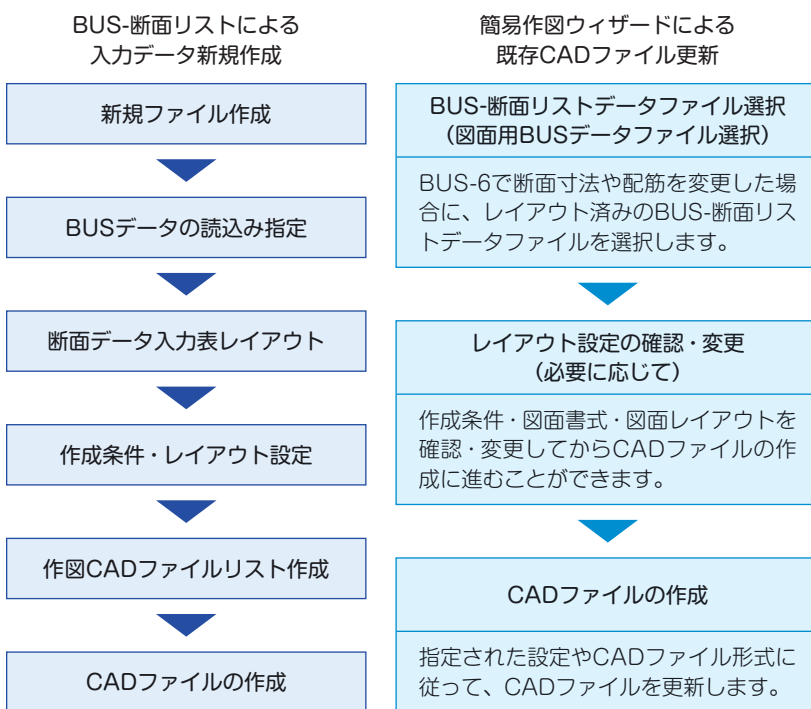 BUS-断面リストによる
入力データ新規作成
新規ファイル作成
BUSデータの読込み指定
断面データ入力表レイアウト
作成条件・レイアウト設定
作図CADファイルリスト作成
CADファイルの作成
簡易作図ウィザードによる
既存CADファイル更新
BUS-断面リストデータファイル選択
（図面用BUSデータファイル選択）
BUS-6で断面寸法や配筋を変更した場
合に、レイアウト済みのBUS-断面リス
トデータファイルを選択します。
レイアウト設定の確認・変更
（必要に応じて）
作成条件・図面書式・図面レイアウトを
確認・変更してからCADファイルの作
成に進むことができます。
CADファイルの作成
指定された設定やCADファイル形式に
従って、CADファイルを更新します。